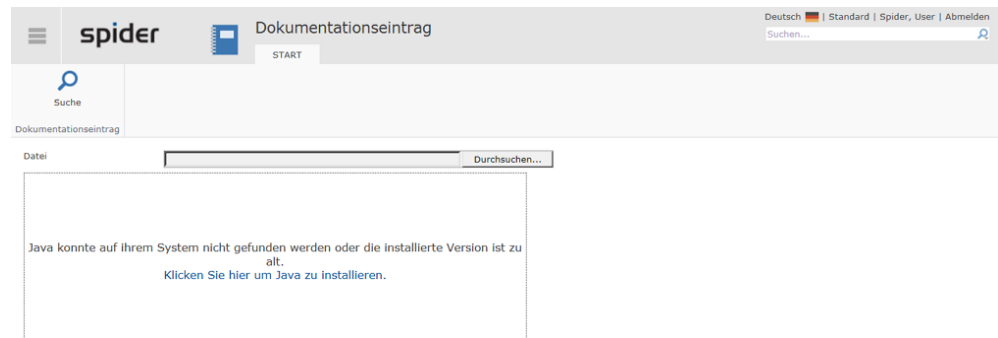 Deutsch | Standard | Spider, User | Abmelden
spider
Dokumentationseintrag
Suchen...
START
Suche
Dokumentationseintrag
Datei
Durchsuchen...
Java konnte auf ihrem System nicht gefunden werden oder die installierte Version ist zu
alt.
Klicken Sie hier um Java zu installieren.